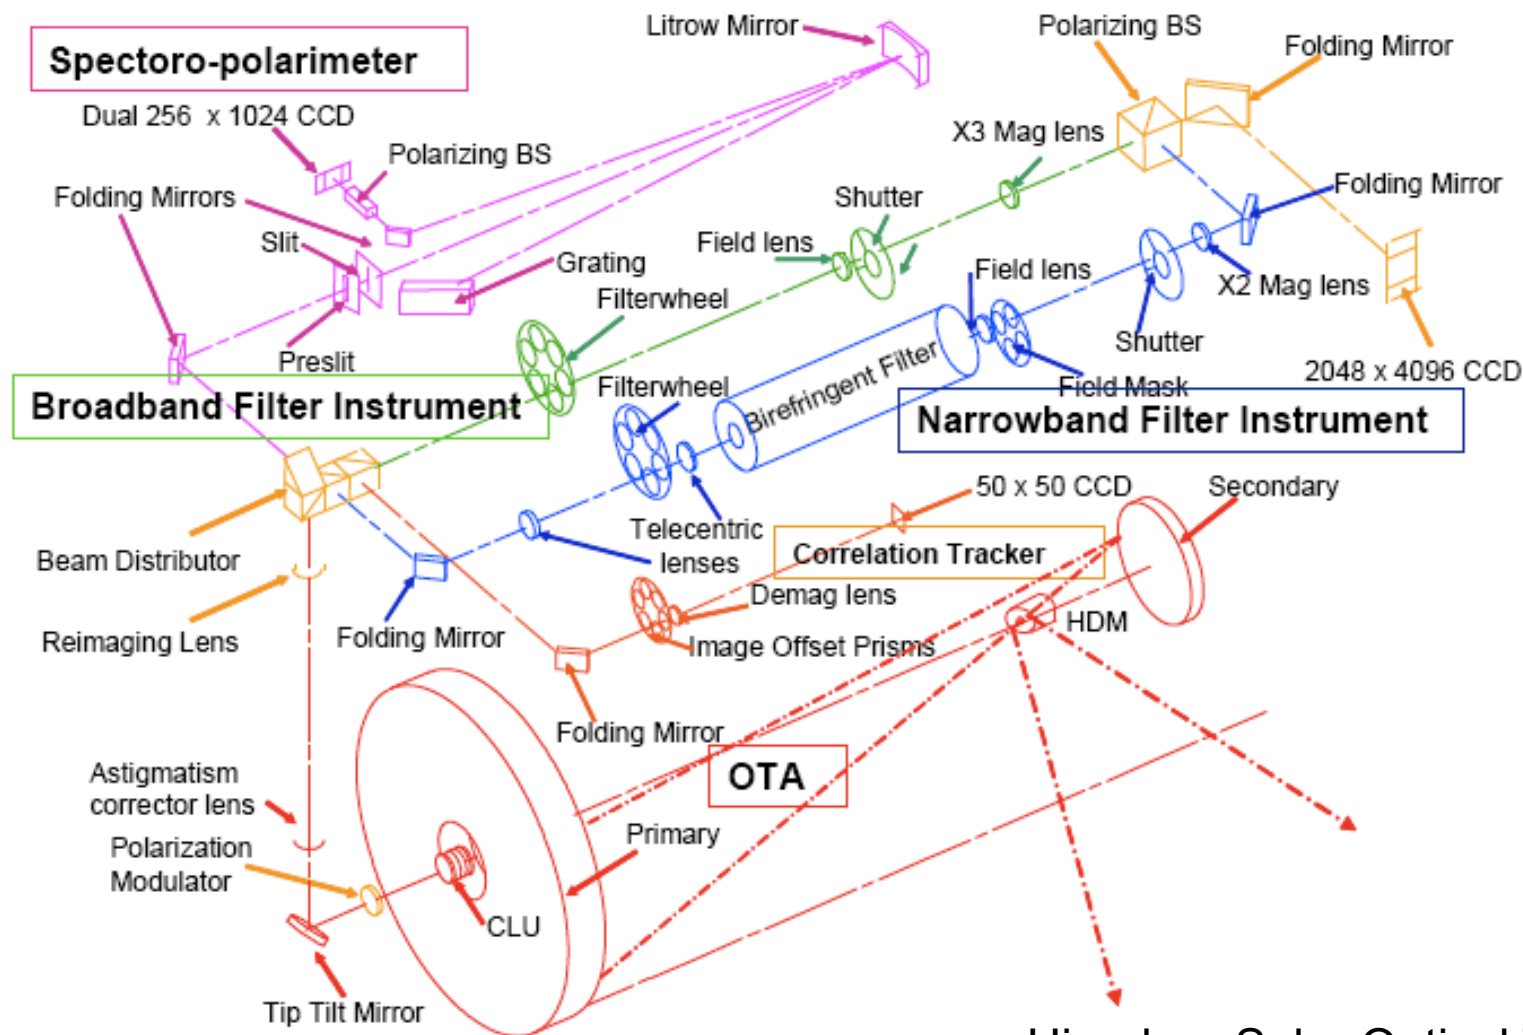 Litrow Mirror
Polarizing BS
Folding Mirror
Spectoro-polarimeter
Dual 256 x 1024 CCD
X3 Mag lens
Polarizing BS
Folding Mirrors
Shutter
Folding Mirror
Slit
Field lens
Grating
Field lens
X2 Mag lens
Filterwheel
Preslit
Shutter
2048 x 4096 CCD
Filterwheel
Birefringent Filter
Field Mask
Broadband Filter Instrument
Narrowband Filter Instrument
50 x 50 CCD
Secondary
Telecentric
lenses
Correlation Tracker
Beam Distributor
Demag lens
HDM
Reimaging Lens
Folding Mirror
Image Offset Prisms
Folding Mirror
OTA
Astigmatism
corrector lens
Primary
Polarization
Modulator
CLU
Tip Tilt Mirror